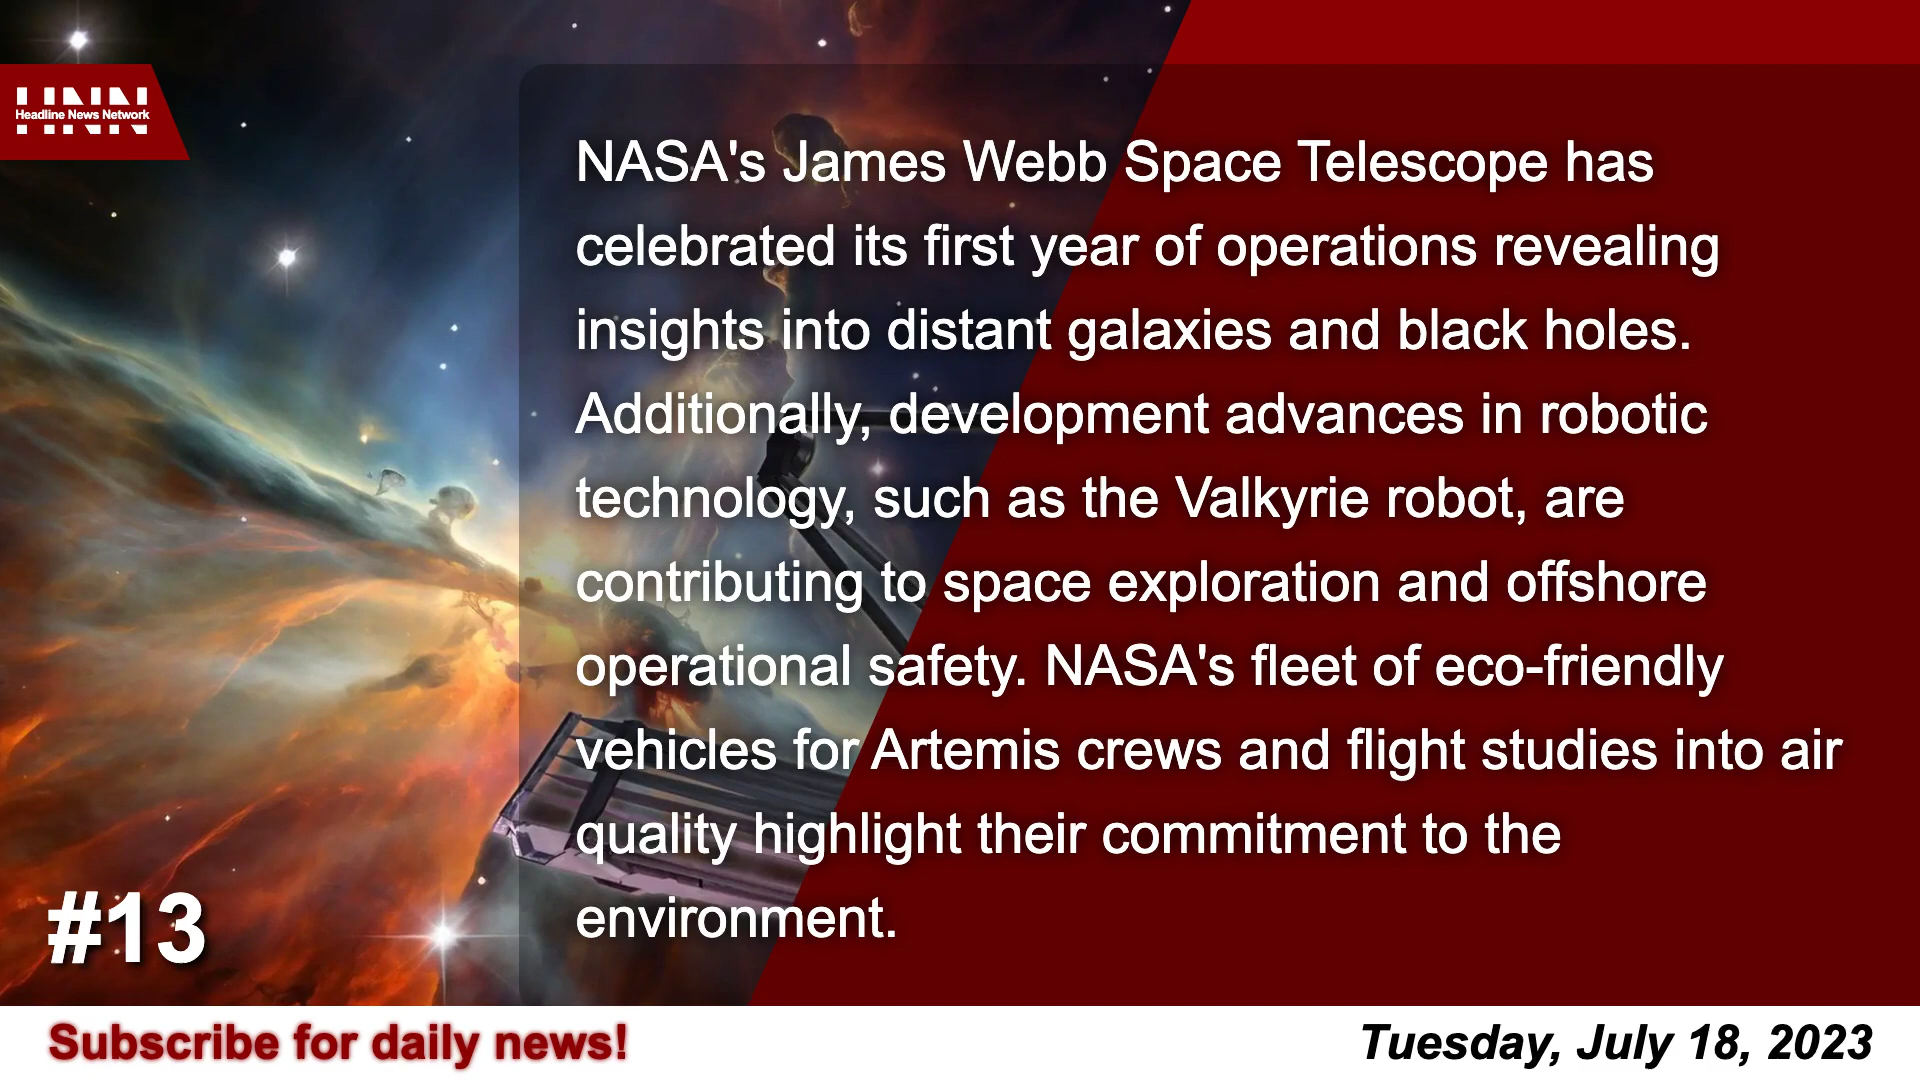 HNN
Headline News Network
NASA's James Webb Space Telescope has
celebrated its first year of operations revealing
insights into distant galaxies and black holes.
Additionally, development advances in robotic
technology, such as the Valkyrie robot, are
contributing to space exploration and offshore
operational safety. NASA's fleet of eco-friendly
vehicles for Artemis crews and flight studies into air
quality highlight their commitment to the
environment.
#13
Subscribe for daily news!
Tuesday, July 18, 2023